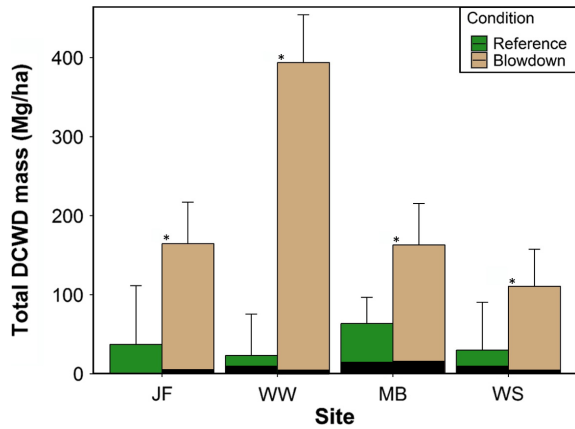 Condition
Reference
Blowdown
Total DCWD mass (Mg/ha)
400
300
200
100
0
*
*
*
*
JF
WW
MB
WS
Site